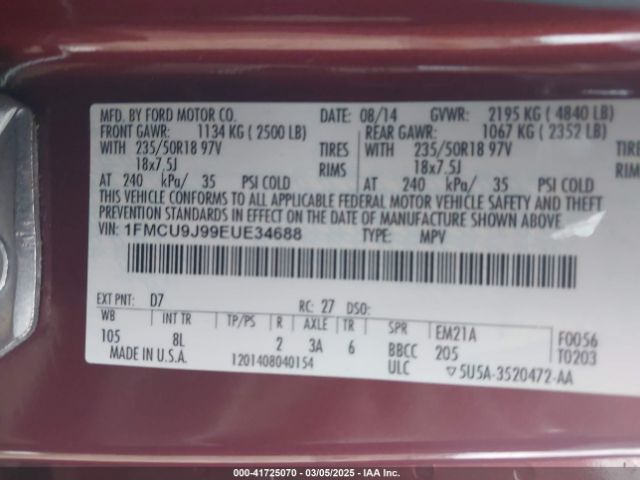 MFD. BY FORD MOTOR CO. DATE: 08/14 GVWR: 2195 KG ( 4840 LB)
FRONT GAWR: 1134 KG ( 2500 LB) REAR GAWR: 1067 KG ( 2352 LB)
WITH 235/50R18 97V TIRES WITH 235/50R18 97V TIRES
18x7.5J RIMS 18x7.5J RIMS
AT 240 kPa/ 35 PSI COLD AT 240 kPa/ 35 PSI COLD
THIS VEHICLE CONFORMS TO ALL APPLICABLE FEDERAL MOTOR VEHICLE SAFETY AND THEFT
PREVENTION STANDARDS IN EFFECT ON THE DATE OF MANUFACTURE SHOWN ABOVE.
VIN: 1FMCU9J99EUE34688 TYPE: MPV
EXT PNT: D7 RC: 27 DSO:
WB INT TR TP/PS R AXLE TR SPR EM21A F0056
105 8L 2 3A 6 BBCC 205 T0203
MADE IN U.S.A. 1201408040154 ULC ▽5U5A-3520472-AA
000-41725070 — 03/05/2025 — IAA Inc.